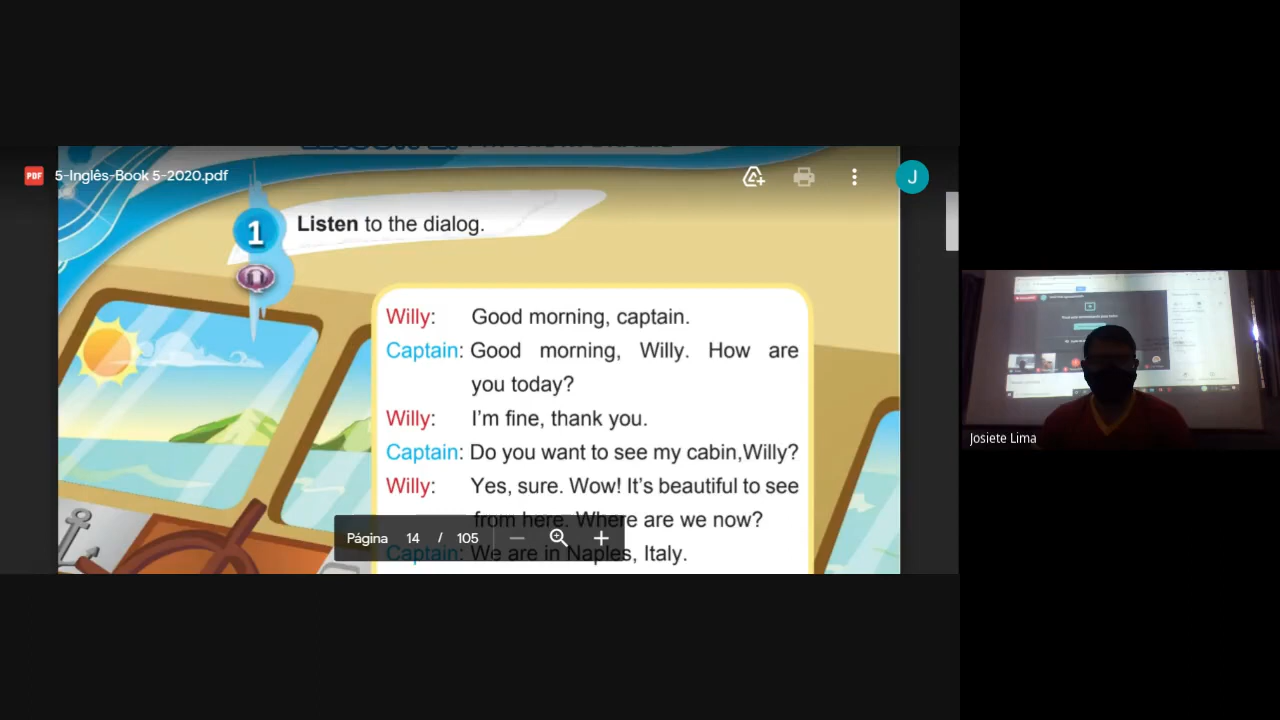 5-Inglês-Book 5-2020.pdf
PDF
J
1
Listen to the dialog.
Willy: Good morning, captain.
Captain: Good morning, Willy. How are
you today?
Willy: I'm fine, thank you.
Captain: Do you want to see my cabin,Willy?
Willy: Yes, sure. Wow! It's beautiful to see
from here. Where are we now?
Captain: We are in Naples, Italy.
Página 14 / 105
Josiete Lima